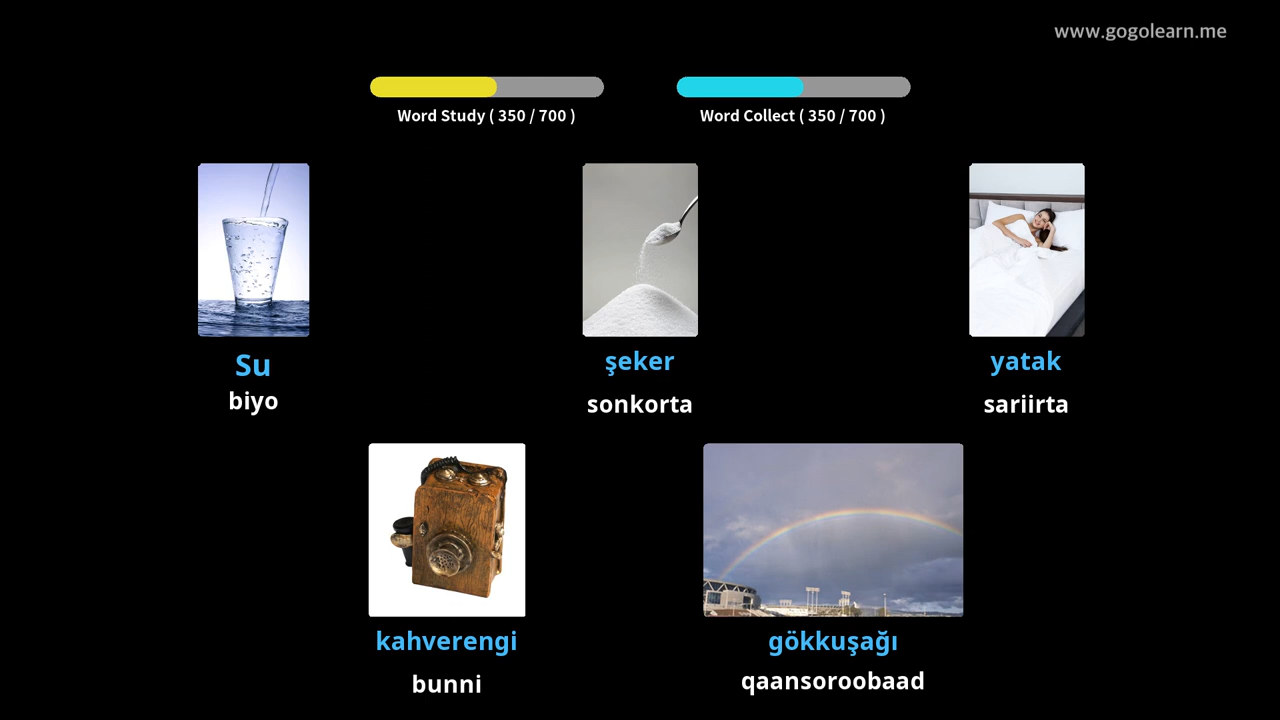 www.gogolearn.me
Word Study ( 350 / 700 )
Word Collect ( 350 / 700 )
Su
biyo
şeker
sonkorta
yatak
sariirta
kahverengi
bunni
gökkuşağı
qaansoroobaad